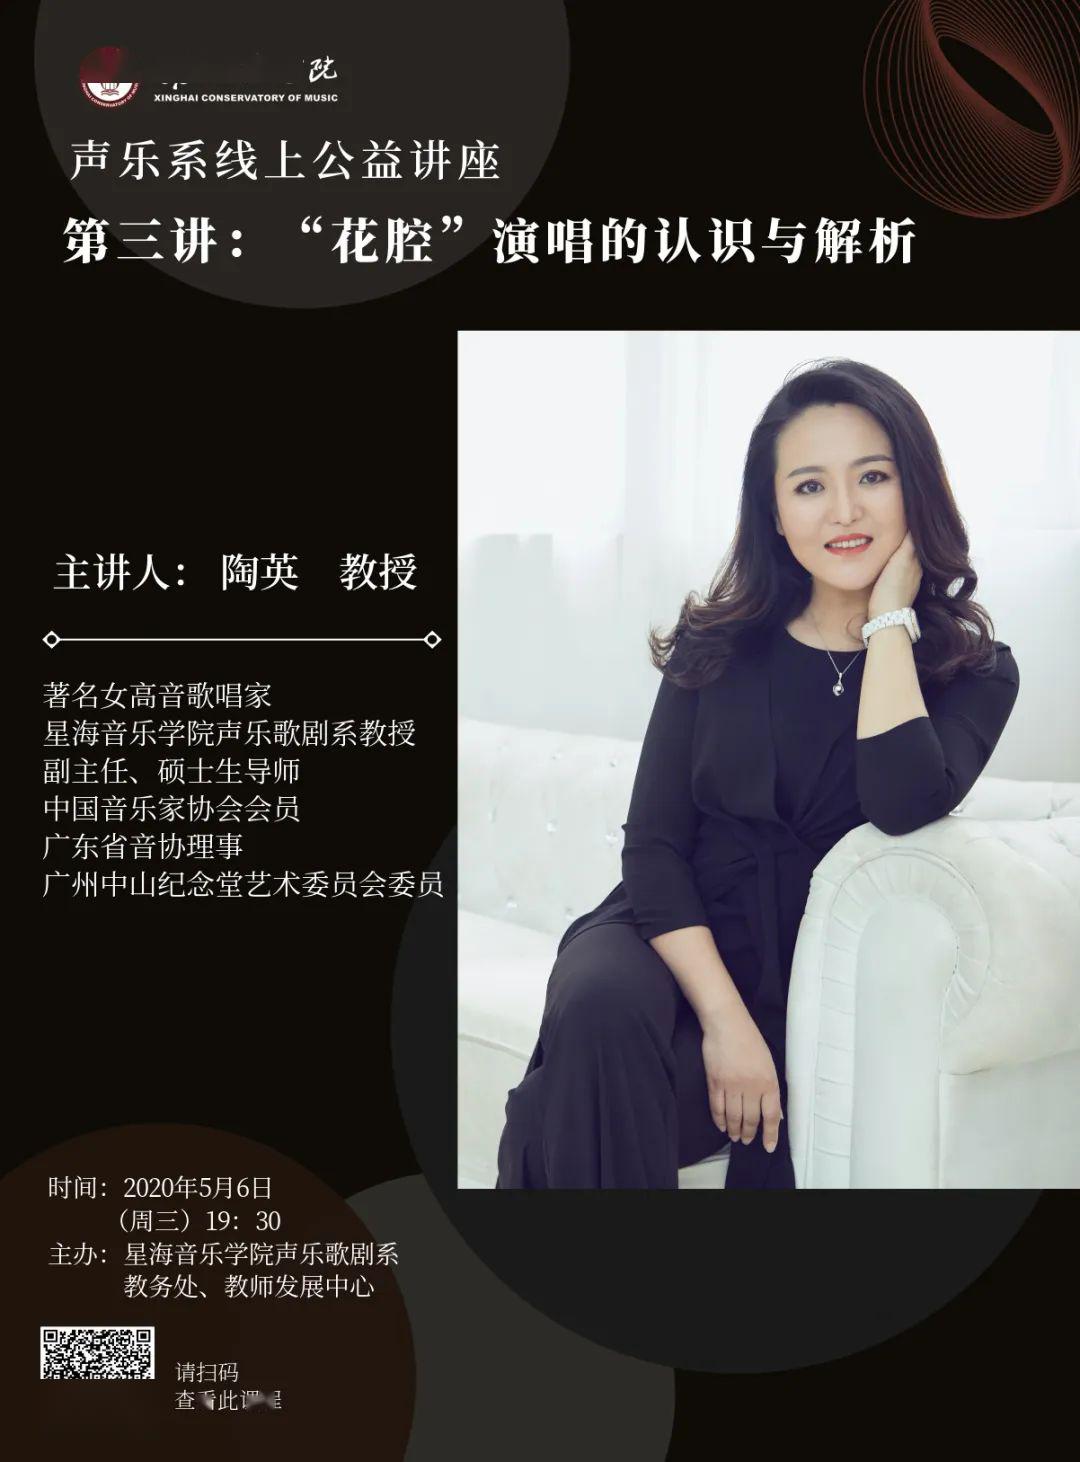 院
XINGHAI CONSERVATORY OF MUSIC
声乐系线上公益讲座
第三讲：“花腔”演唱的认识与解析
主讲人： 陶英 教授
著名女高音歌唱家
星海音乐学院声乐歌剧系教授
副主任、硕士生导师
中国音乐家协会会员
广东省音协理事
广州中山纪念堂艺术委员会委员
时间：2020年5月6日
（周三）19：30
主办：星海音乐学院声乐歌剧系
教务处、教师发展中心
请扫码
查看此课程